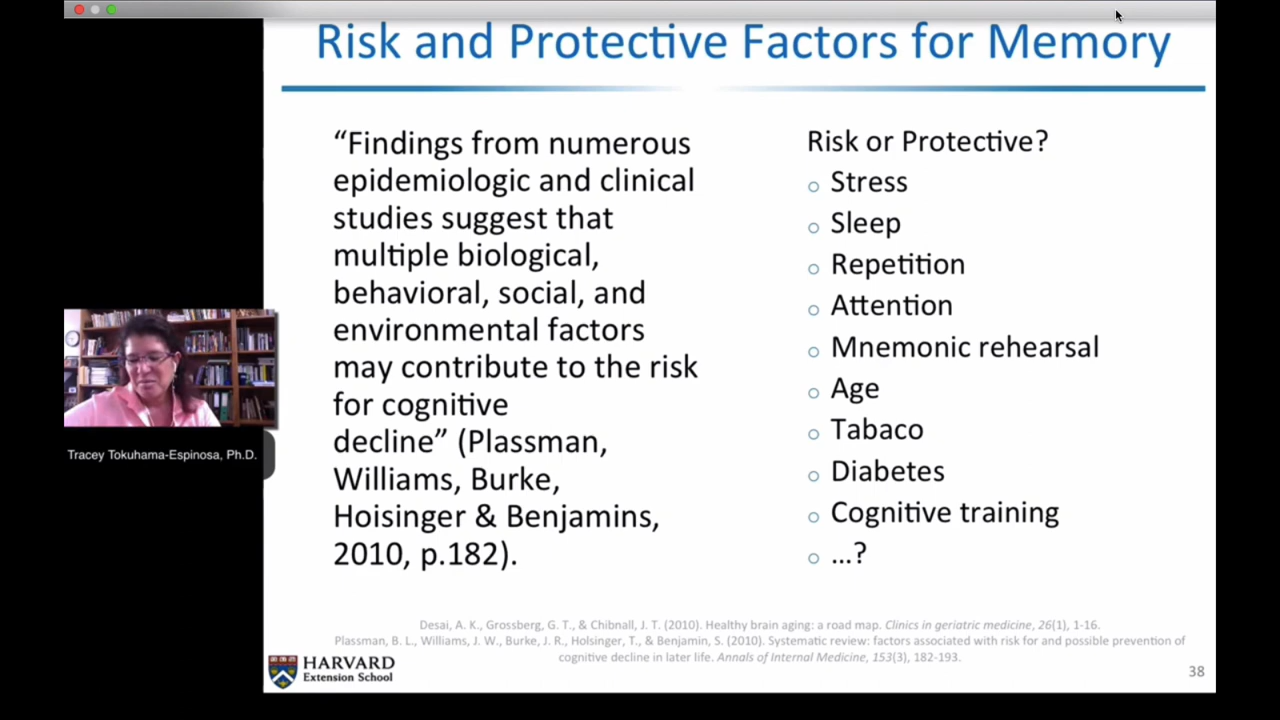 Risk and Protective Factors for Memory
“Findings from numerous
epidemiologic and clinical
studies suggest that
multiple biological,
behavioral, social, and
environmental factors
may contribute to the risk
for cognitive
decline” (Plassman,
Williams, Burke,
Hoisinger & Benjamins,
2010, p.182).
Risk or Protective?
Stress
Sleep
Repetition
Attention
Mnemonic rehearsal
Age
Tabaco
Diabetes
Cognitive training
...?
Tracey Tokuhama-Espinosa, Ph.D.
Desai, A. K., Grossberg, G. T., & Chibnall, J. T. (2010). Healthy brain aging: a road map. Clinics in geriatric medicine, 26(1), 1-16.
Plassman, B. L., Williams, J. W., Burke, J. R., Holsinger, T., & Benjamin, S. (2010). Systematic review: factors associated with risk for and possible prevention of
cognitive decline in later life. Annals of Internal Medicine, 153(3), 182-193.
HARVARD
Extension School
38